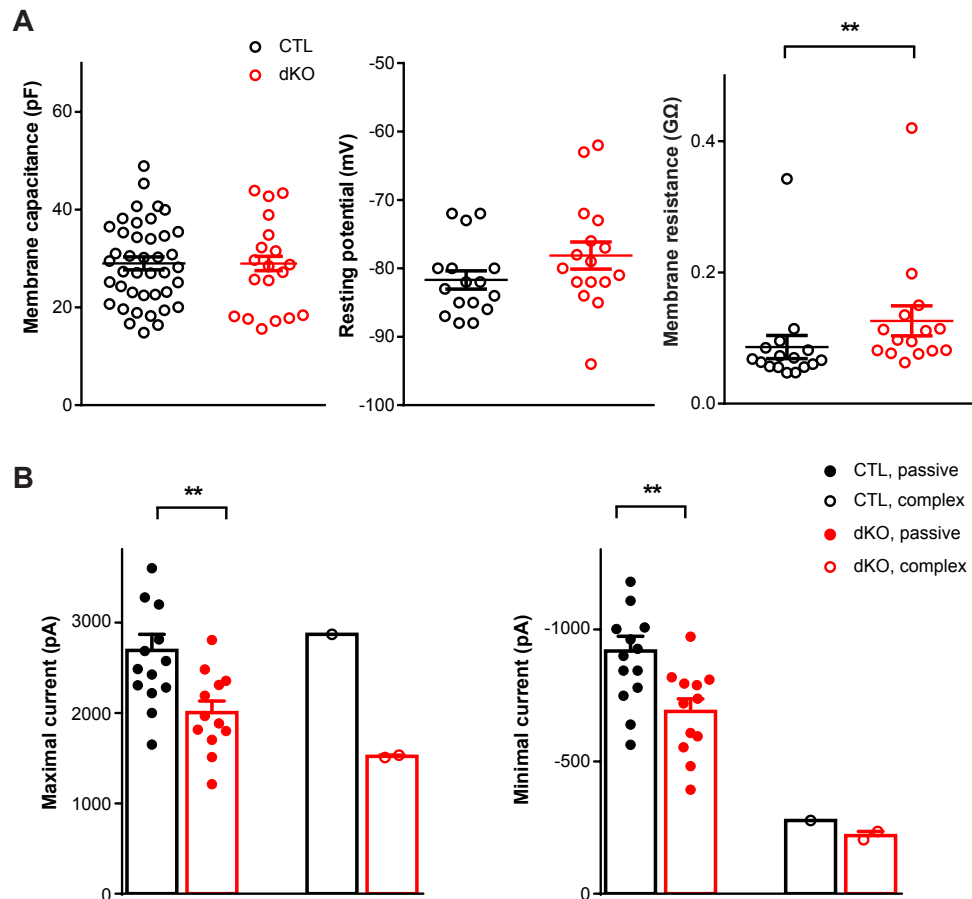 A
CTL
dKO
Membrane capacitance (pF)
60
40
20
0
Resting potential (mV)
-50
-60
-70
-80
-90
-100
**
Membrane resistance (GΩ)
0.4
0.2
0.0
B
CTL, passive
CTL, complex
dKO, passive
dKO, complex
**
Maximal current (pA)
3000
2000
1000
0
**
Minimal current (pA)
-1000
-500
-0